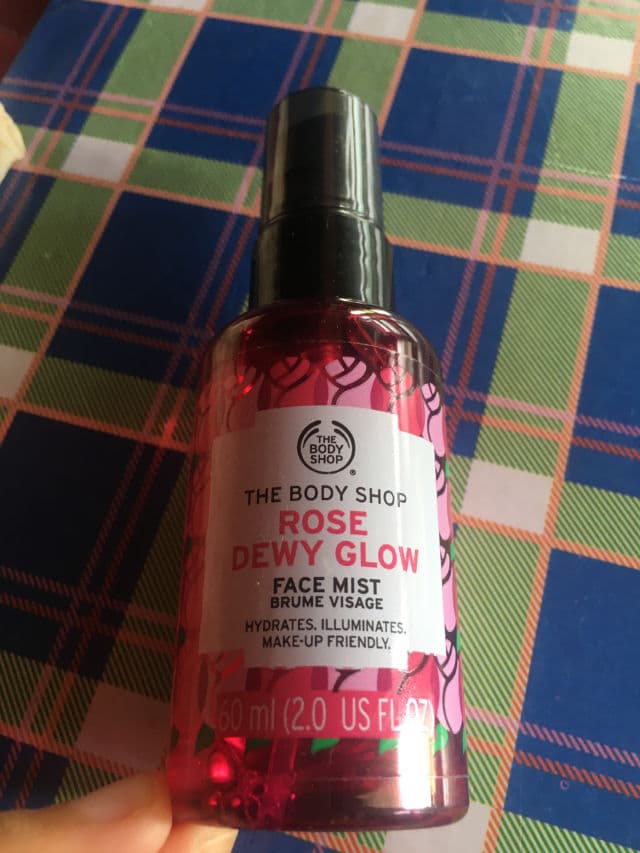 THE
BODY
SHOP
®
THE BODY SHOP
ROSE
DEWY GLOW
FACE MIST
BRUME VISAGE
HYDRATES. ILLUMINATES.
MAKE-UP FRIENDLY.
60 ml (2.0 US FL OZ)